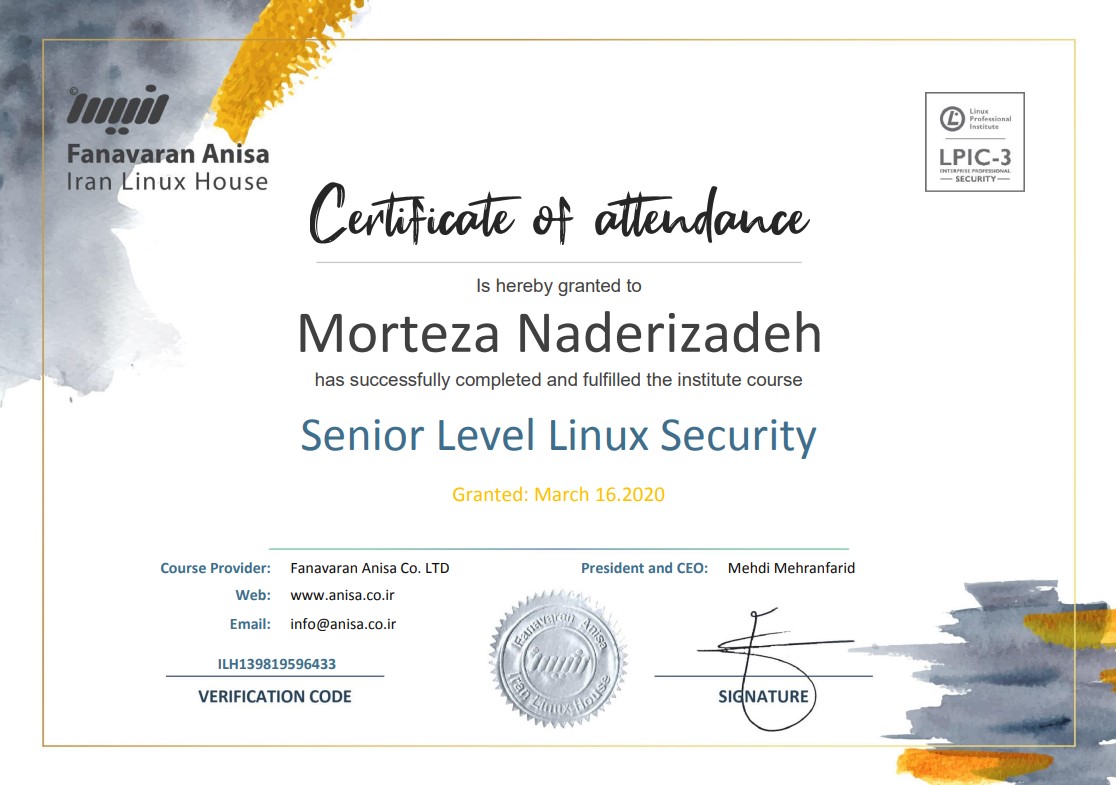 ©
انیسا
Fanavaran Anisa
Iran Linux House
Linux
Professional
Institute
LPIC-3
ENTERPRISE PROFESSIONAL
SECURITY
Certificate of attendance
Is hereby granted to
Morteza Naderizadeh
has successfully completed and fulfilled the institute course
Senior Level Linux Security
Granted: March 16.2020
Course Provider: Fanavaran Anisa Co. LTD
Web: www.anisa.co.ir
Email: info@anisa.co.ir
ILH139819596433
VERIFICATION CODE
President and CEO: Mehdi Mehranfarid
Fanavaran Anisa
انیسا
Iran Linux House
SIGNATURE